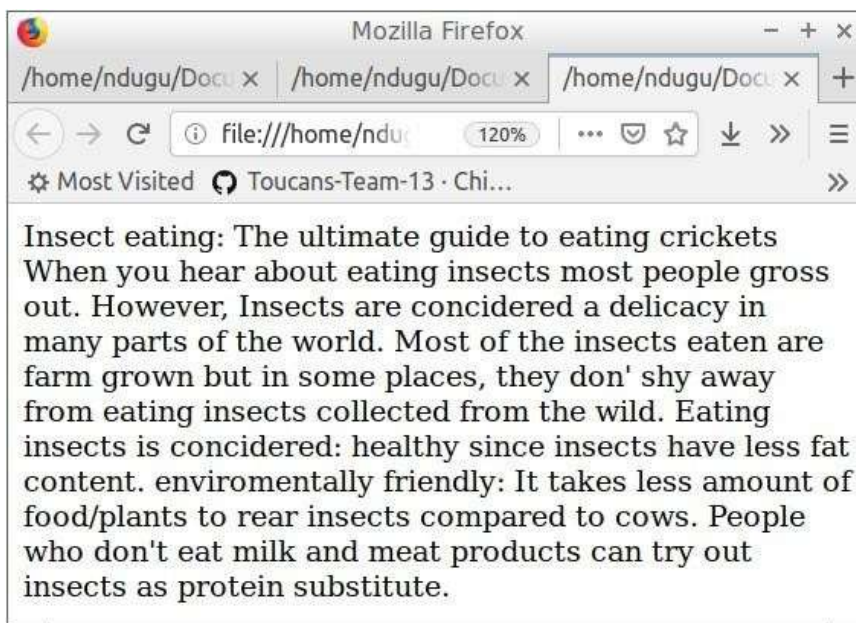 Mozilla Firefox
/home/ndugu/Docu /home/ndugu/Docu /home/ndugu/Doc
file:///home/ndu 120%
Most Visited Toucans-Team-13 · Chi...
Insect eating: The ultimate guide to eating crickets
When you hear about eating insects most people gross
out. However, Insects are concidered a delicacy in
many parts of the world. Most of the insects eaten are
farm grown but in some places, they don' shy away
from eating insects collected from the wild. Eating
insects is concidered: healthy since insects have less fat
content. enviromentally friendly: It takes less amount of
food/plants to rear insects compared to cows. People
who don't eat milk and meat products can try out
insects as protein substitute.